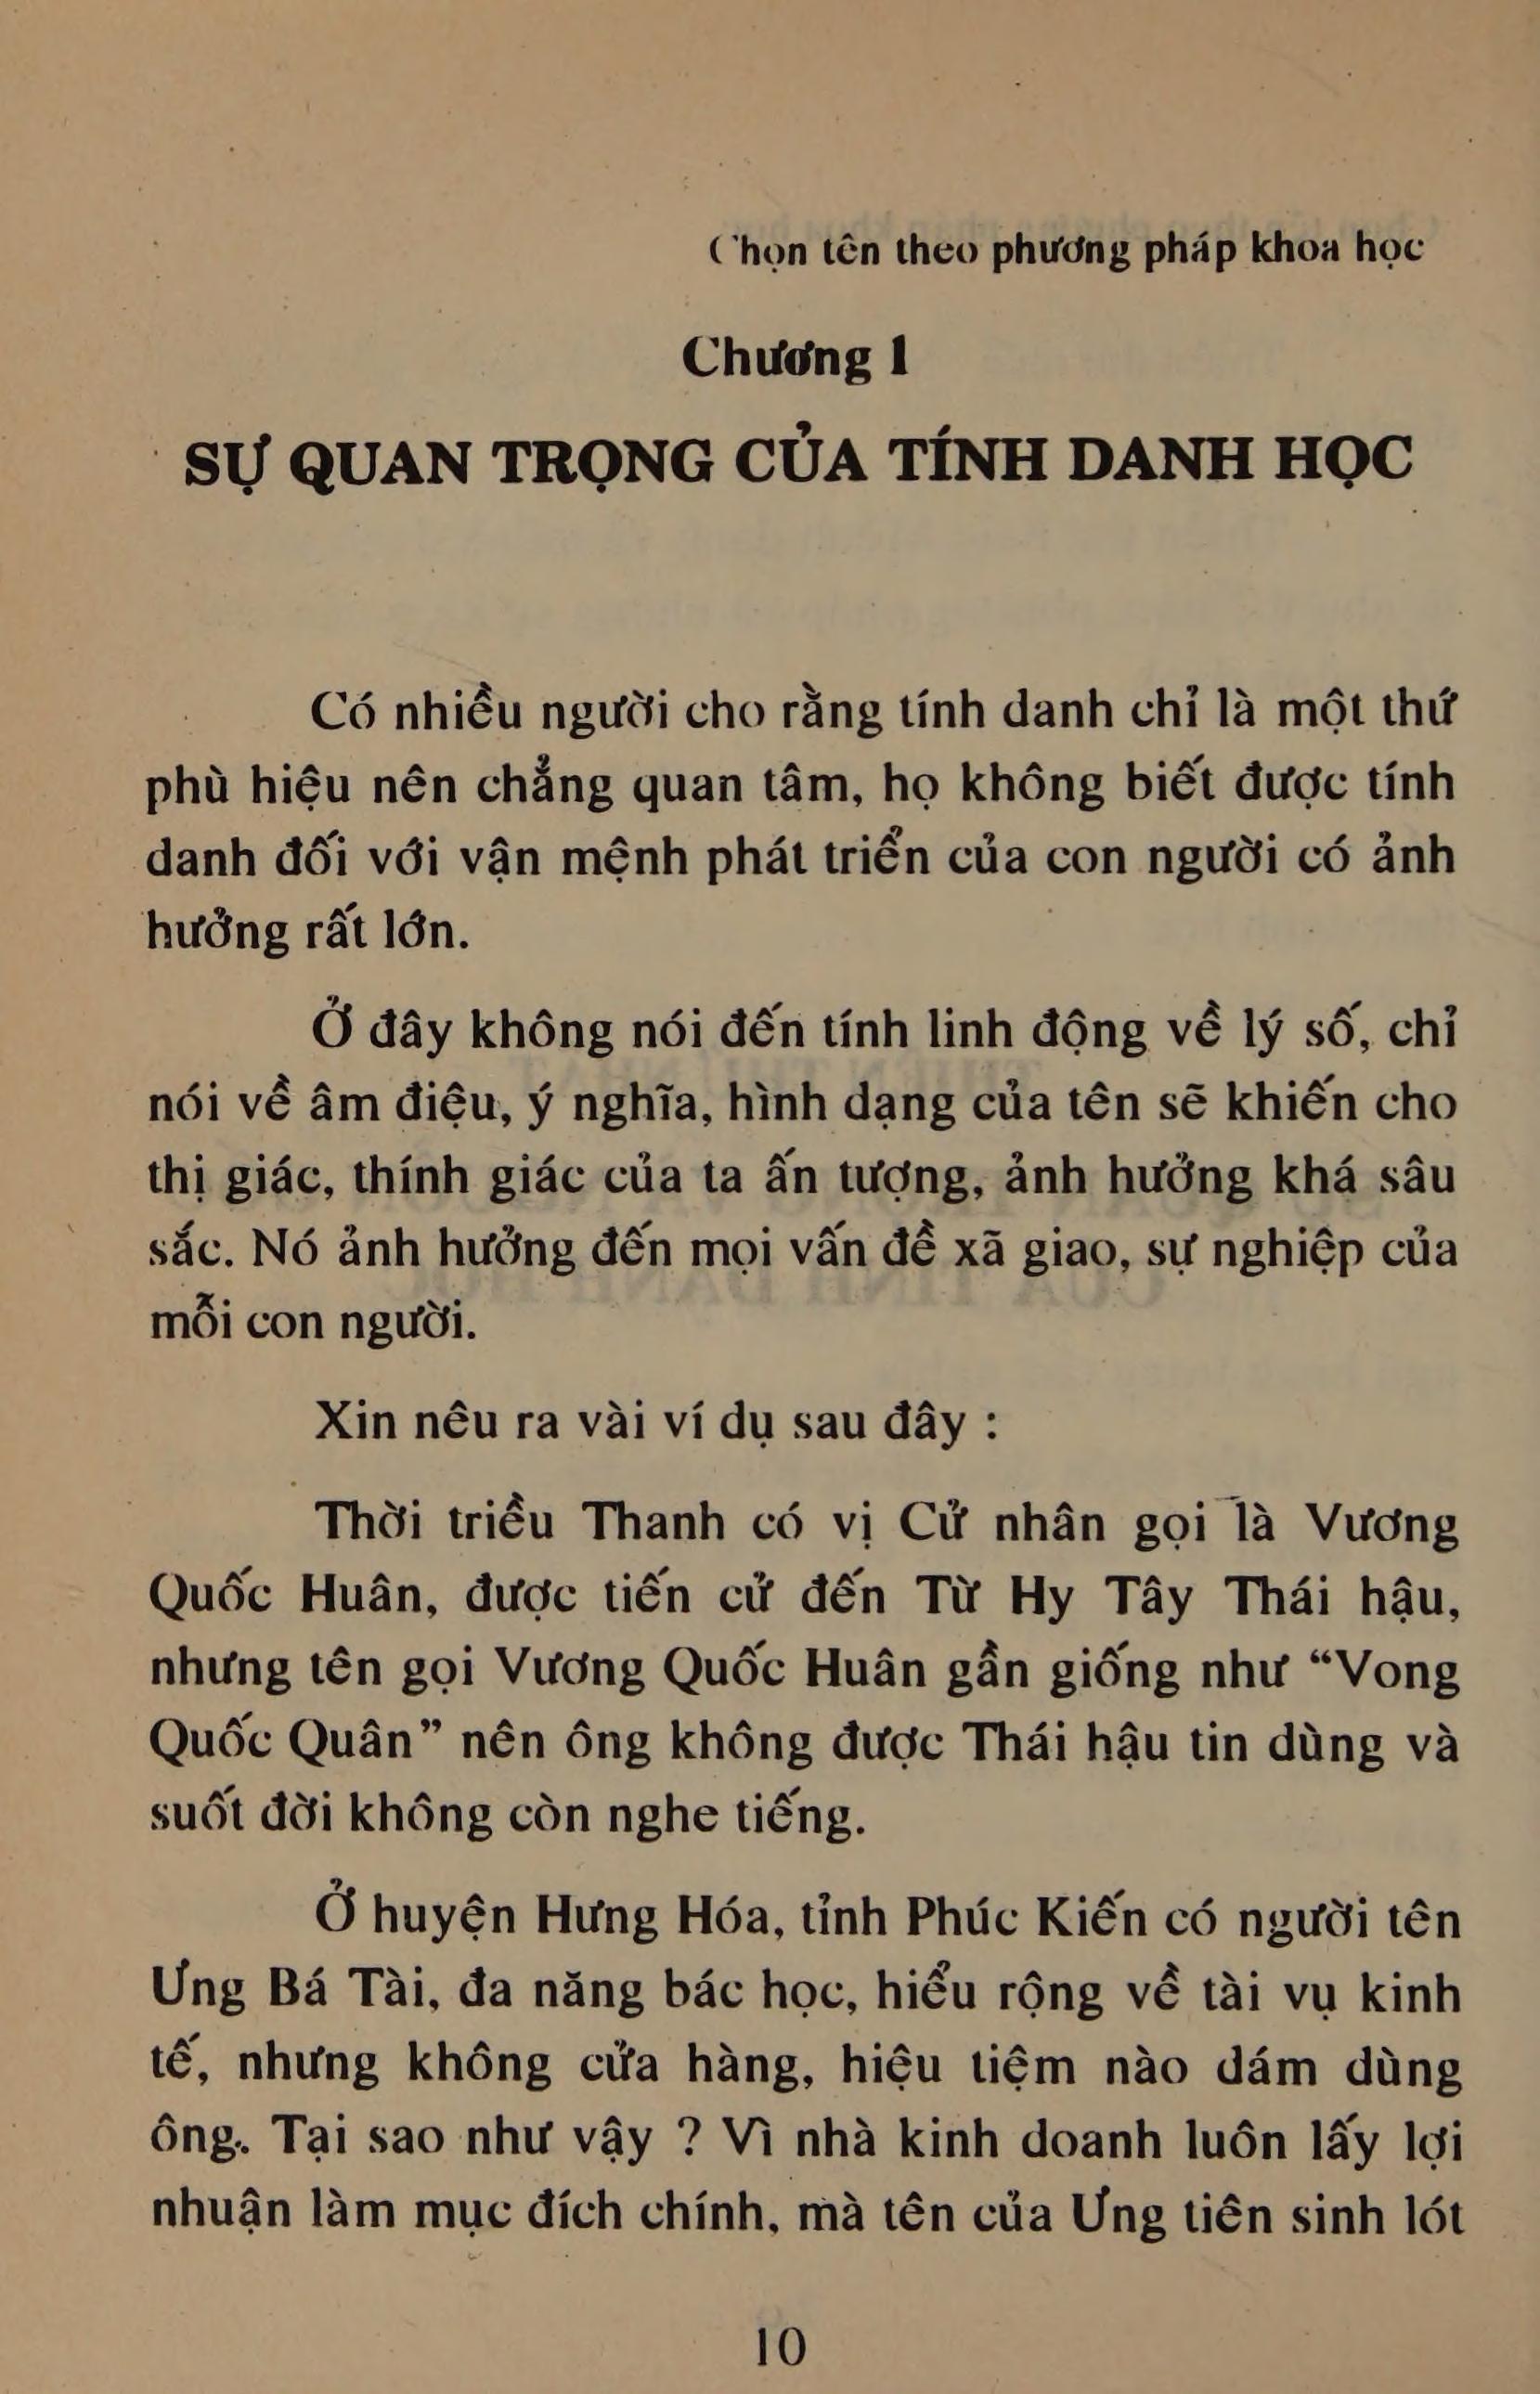 Chọn tên theo phương pháp khoa học
Chương 1
SỰ QUAN TRỌNG CỦA TÍNH DANH HỌC
Có nhiều người cho rằng tính danh chỉ là một thứ
phù hiệu nên chẳng quan tâm, họ không biết được tính
danh đối với vận mệnh phát triển của con người có ảnh
hưởng rất lớn.
Ở đây không nói đến tính linh động về lý số, chỉ
nói về âm điệu, ý nghĩa, hình dạng của tên sẽ khiến cho
thị giác, thính giác của ta ấn tượng, ảnh hưởng khá sâu
sắc. Nó ảnh hưởng đến mọi vấn đề xã giao, sự nghiệp của
mỗi con người.
Xin nêu ra vài ví dụ sau đây :
Thời triều Thanh có vị Cử nhân gọi là Vương
Quốc Huân, được tiến cử đến Từ Hy Tây Thái hậu,
nhưng tên gọi Vương Quốc Huân gần giống như “Vong
Quốc Quân” nên ông không được Thái hậu tin dùng và
suốt đời không còn nghe tiếng.
Ở huyện Hưng Hóa, tỉnh Phúc Kiến có người tên
Ưng Bá Tài, đa năng bác học, hiểu rộng về tài vụ kinh
tế, nhưng không cửa hàng, hiệu tiệm nào dám dùng
ông. Tại sao như vậy ? Vì nhà kinh doanh luôn lấy lợi
nhuận làm mục đích chính, mà tên của Ưng tiên sinh lót
10